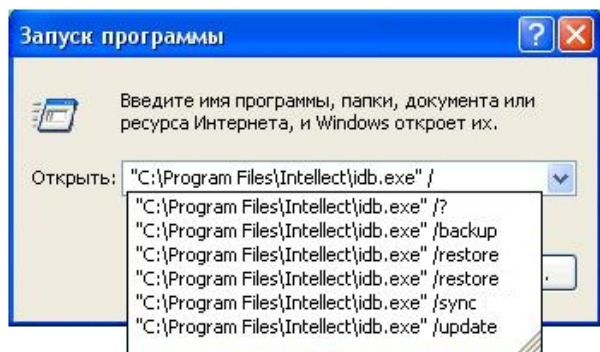 Запуск программы
Введите имя программы, папки, документа или
ресурса Интернета, и Windows откроет их.
Открыть: "C:\Program Files\Intellect\idb.exe" /
"C:\Program Files\Intellect\idb.exe" /?
"C:\Program Files\Intellect\idb.exe" /backup
"C:\Program Files\Intellect\idb.exe" /restore
"C:\Program Files\Intellect\idb.exe" /restore
"C:\Program Files\Intellect\idb.exe" /sync
"C:\Program Files\Intellect\idb.exe" /update